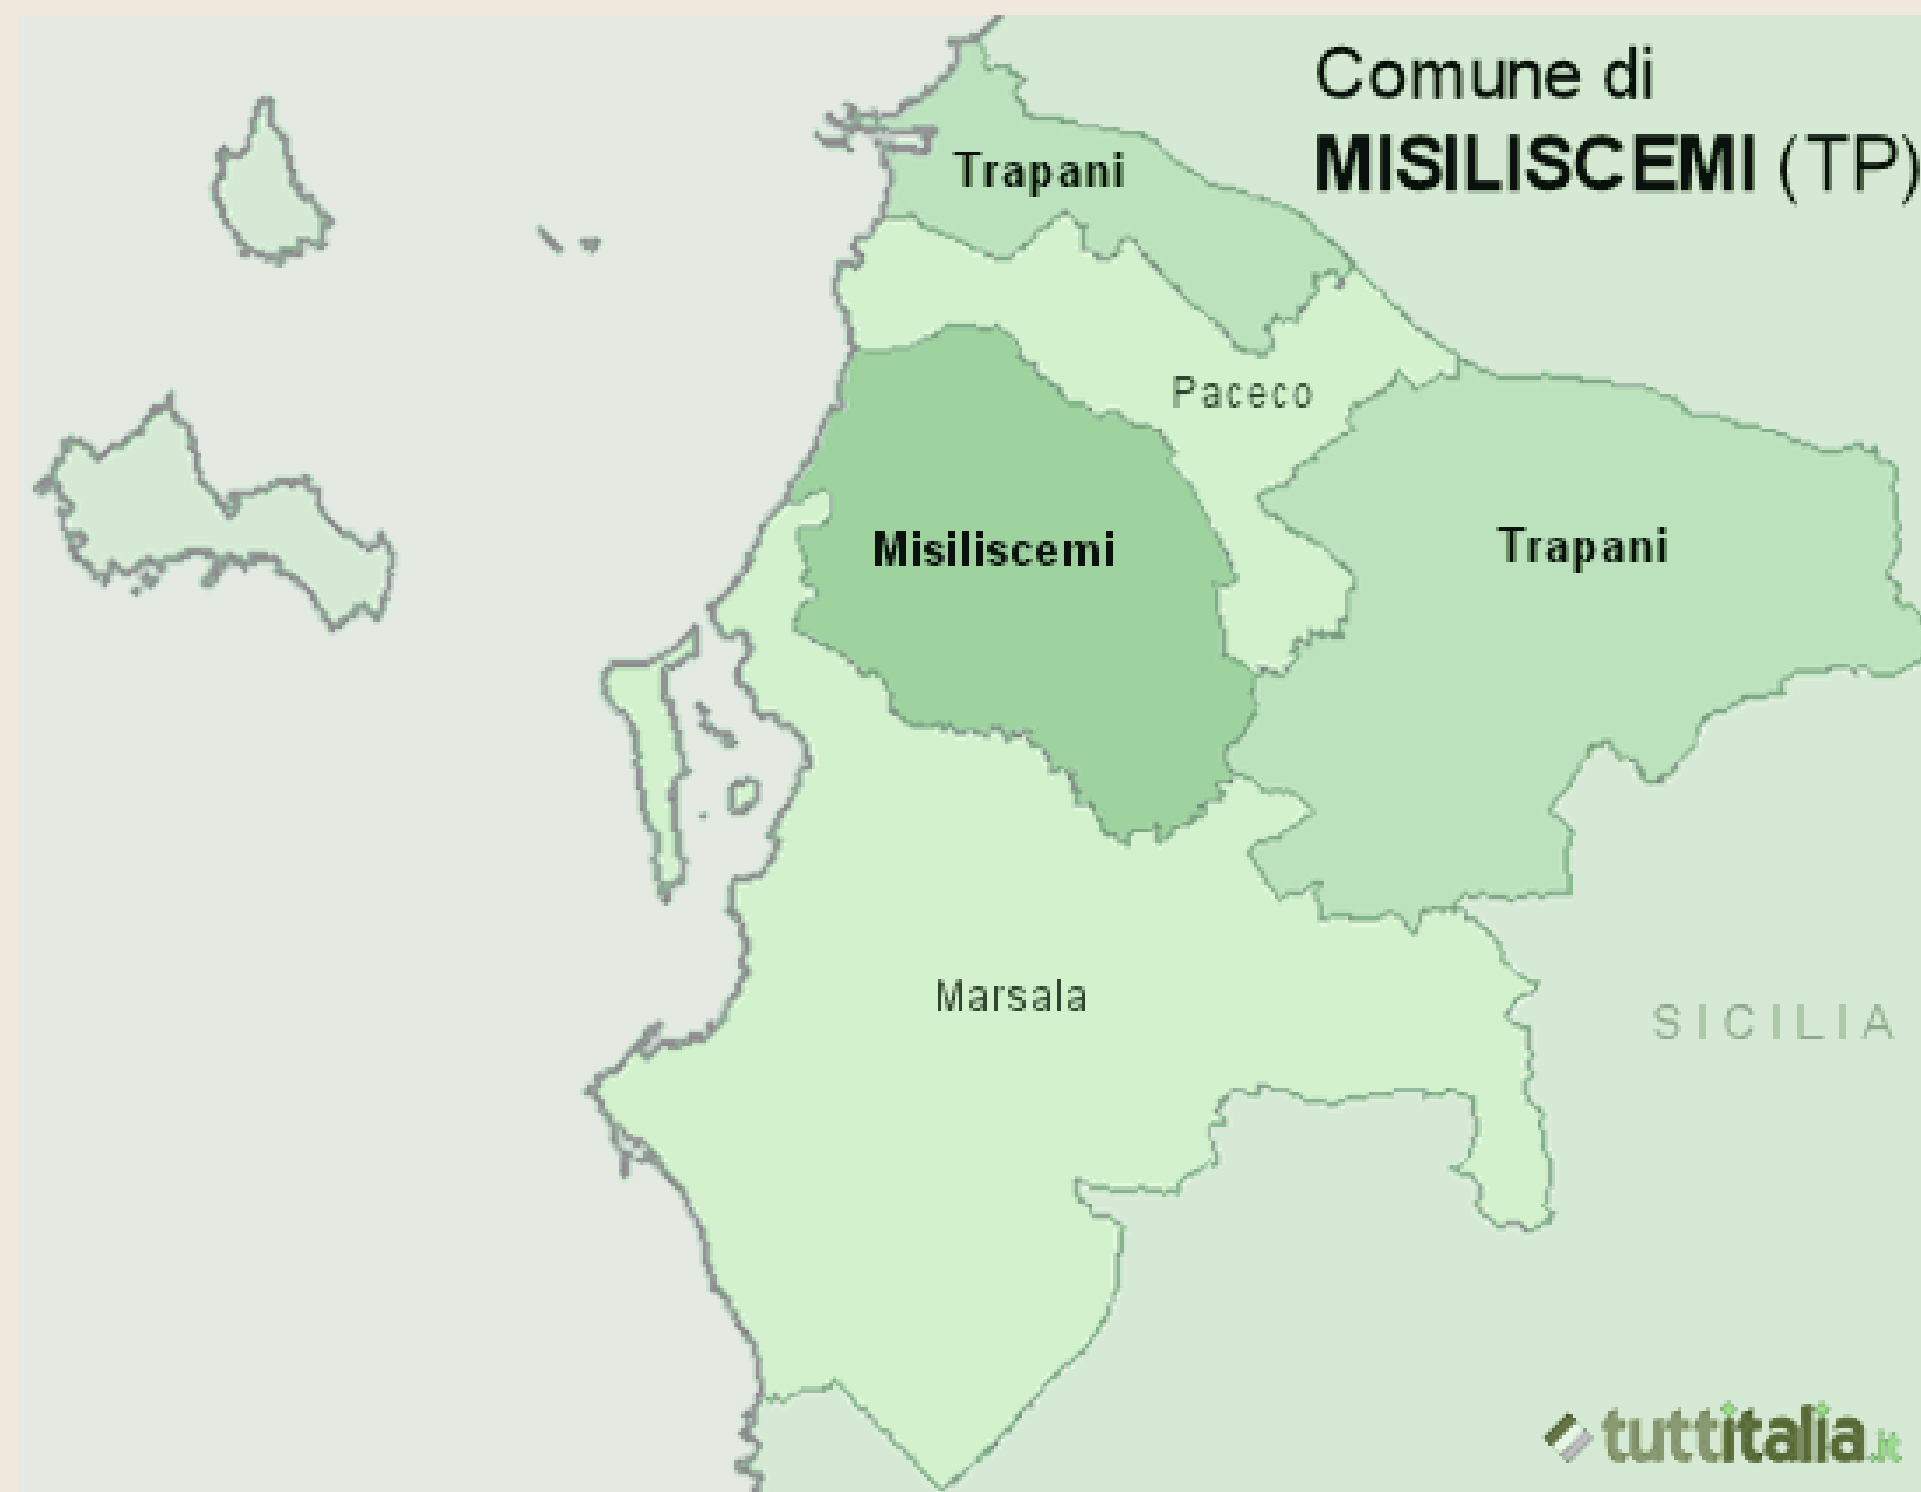 Comune di
MISILISCEMI (TP)
Trapani
Paceco
Misiliscemi
Trapani
Marsala
SICILIA
tuttitalia.it